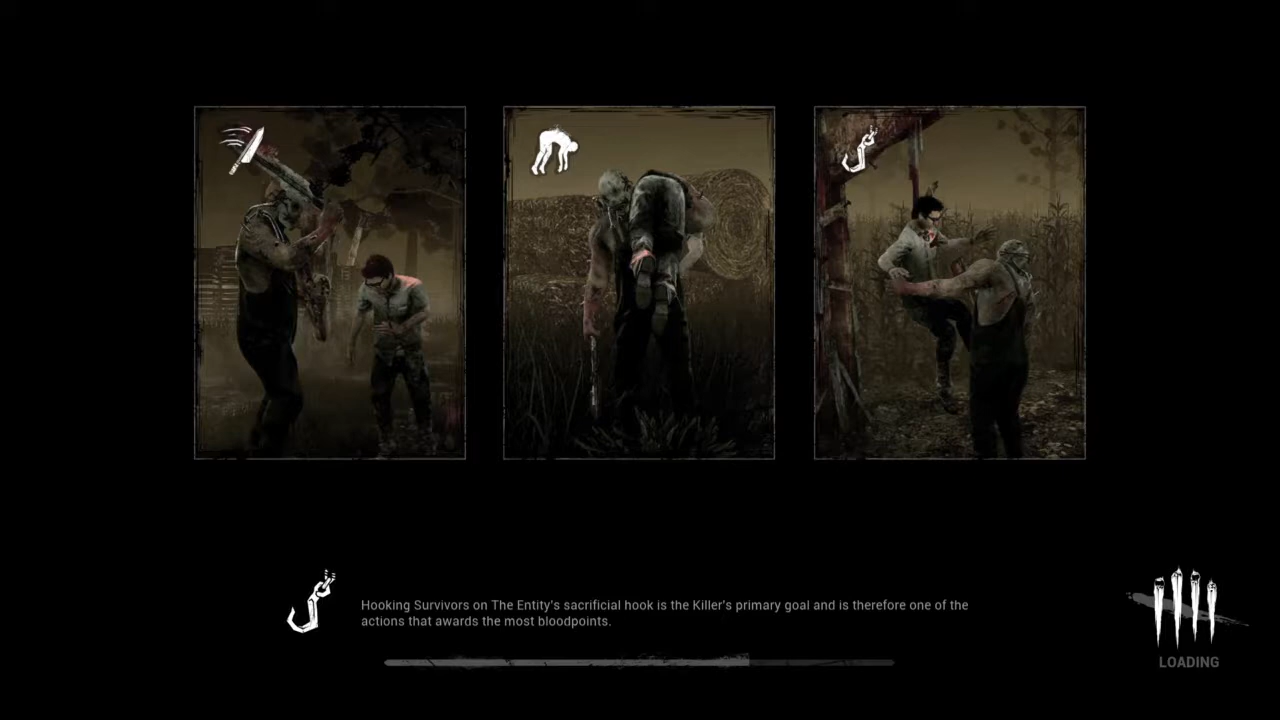 Hooking Survivors on The Entity's sacrificial hook is the Killer's primary goal and is therefore one of the
actions that awards the most bloodpoints.
LOADING